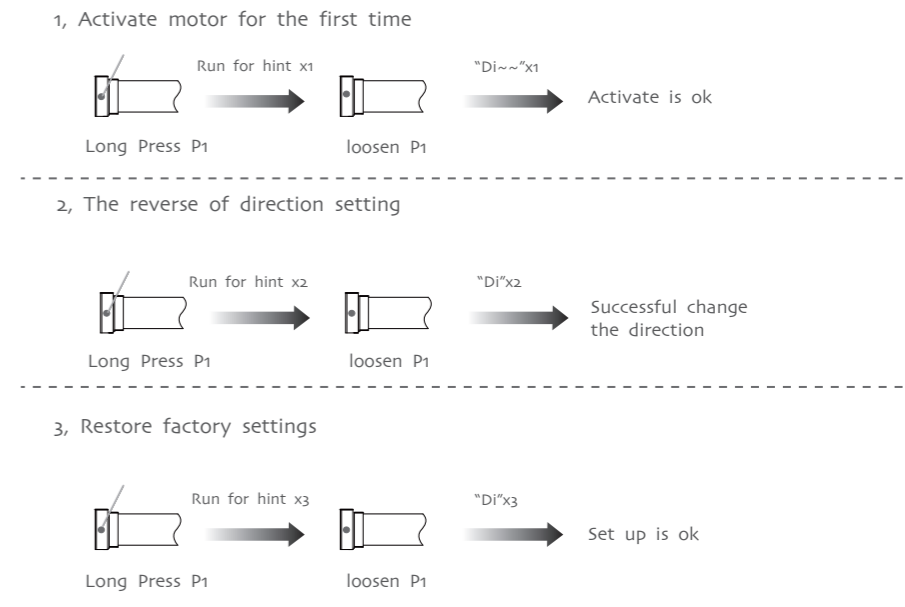 1, Activate motor for the first time
Run for hint x1
"Di~~"x1
Activate is ok
Long Press P1
loosen P1
2, The reverse of direction setting
Run for hint x2
"Di"x2
Successful change
the direction
Long Press P1
loosen P1
3, Restore factory settings
Run for hint x3
"Di"x3
Set up is ok
Long Press P1
loosen P1